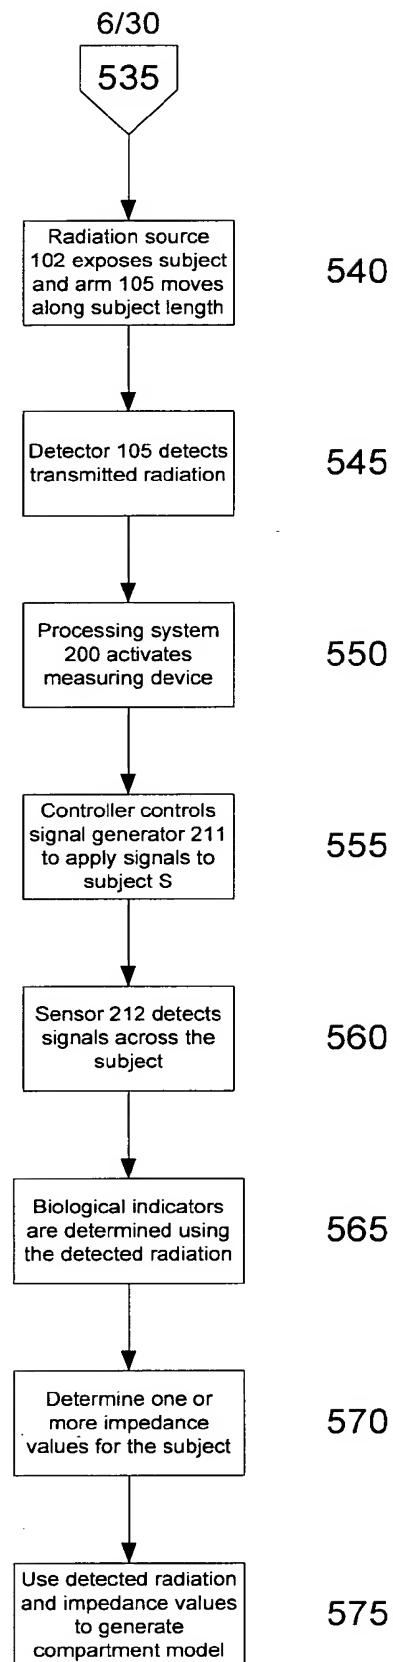 6/30
535
Radiation source
102 exposes subject
and arm 105 moves
along subject length
540
Detector 105 detects
transmitted radiation
545
Processing system
200 activates
measuring device
550
Controller controls
signal generator 211
to apply signals to
subject S
555
Sensor 212 detects
signals across the
subject
560
Biological indicators
are determined using
the detected radiation
565
Determine one or
more impedance
values for the subject
570
Use detected radiation
and impedance values
to generate
compartment model
575